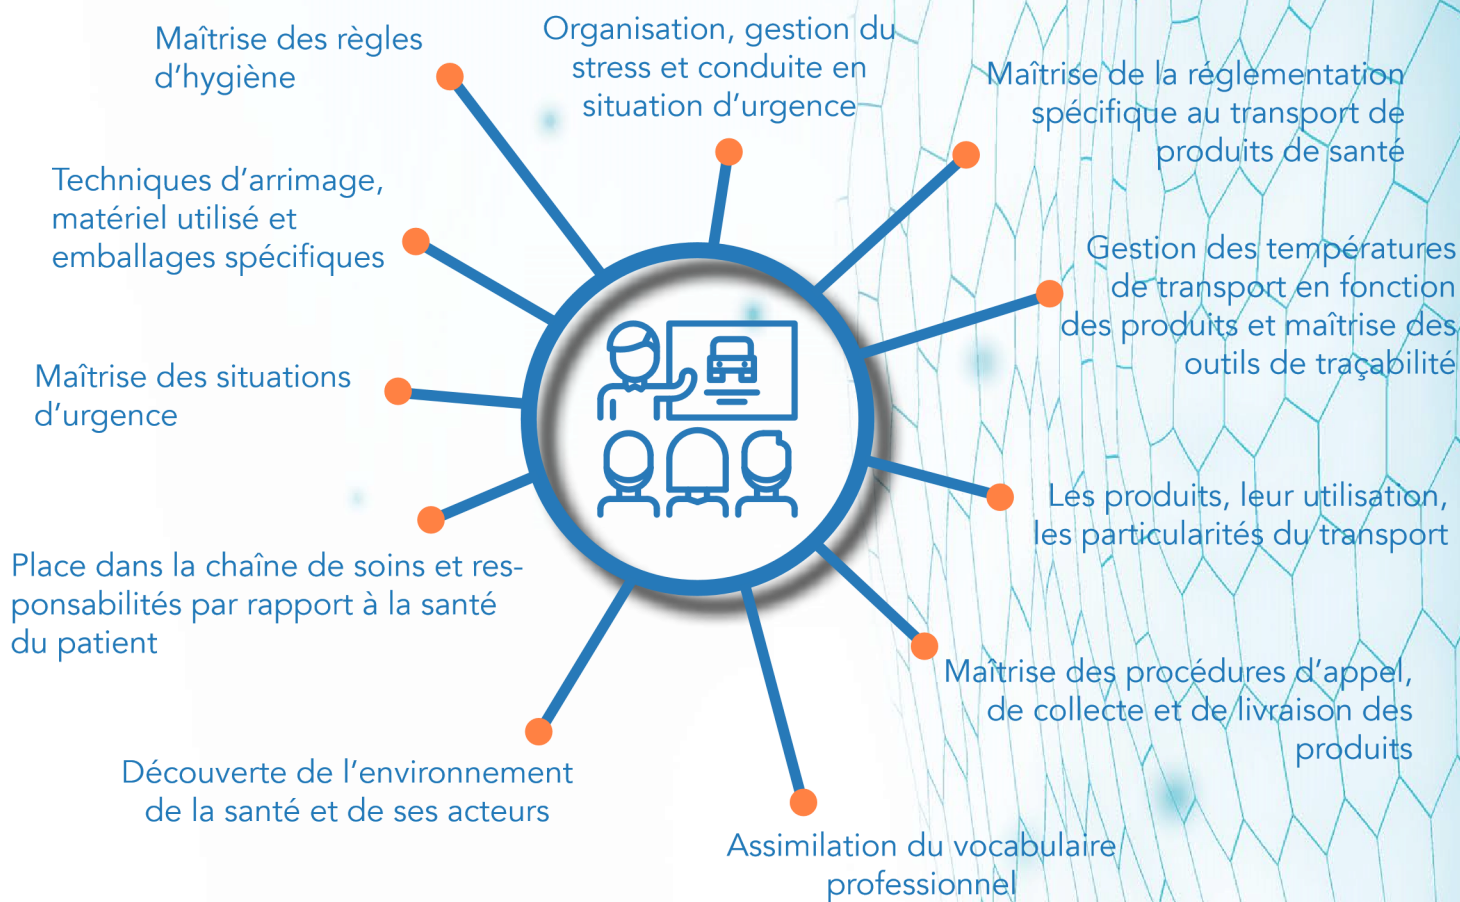 Maîtrise des règles
d'hygiène
Organisation, gestion du
stress et conduite en
situation d'urgence
Maîtrise de la réglementation
spécifique au transport de
produits de santé
Techniques d'arrimage,
matériel utilisé et
emballages spécifiques
Gestion des températures
de transport en fonction
des produits et maîtrise des
outils de traçabilité
Maîtrise des situations
d'urgence
Les produits, leur utilisation,
les particularités du transport
Place dans la chaîne de soins et res-
ponsabilités par rapport à la santé
du patient
Maîtrise des procédures d'appel,
de collecte et de livraison des
produits
Découverte de l'environnement
de la santé et de ses acteurs
Assimilation du vocabulaire
professionnel